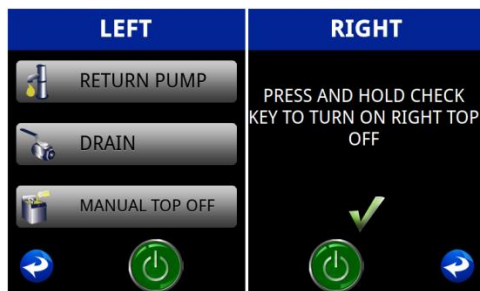 LEFT
RETURN PUMP
DRAIN
MANUAL TOP OFF
RIGHT
PRESS AND HOLD CHECK
KEY TO TURN ON RIGHT TOP
OFF